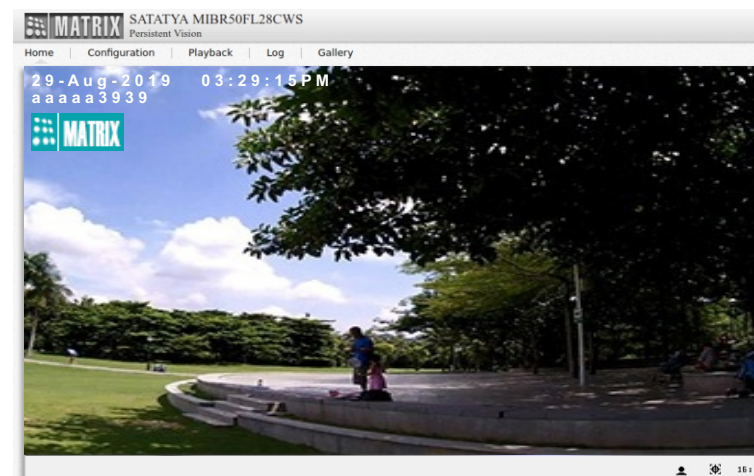 MATRIX SATATYA MIBR50FL28CWS
Persistent Vision
Home Configuration Playback Log Gallery
29-Aug-2019 03:29:15PM
aaaaa3939
MATRIX